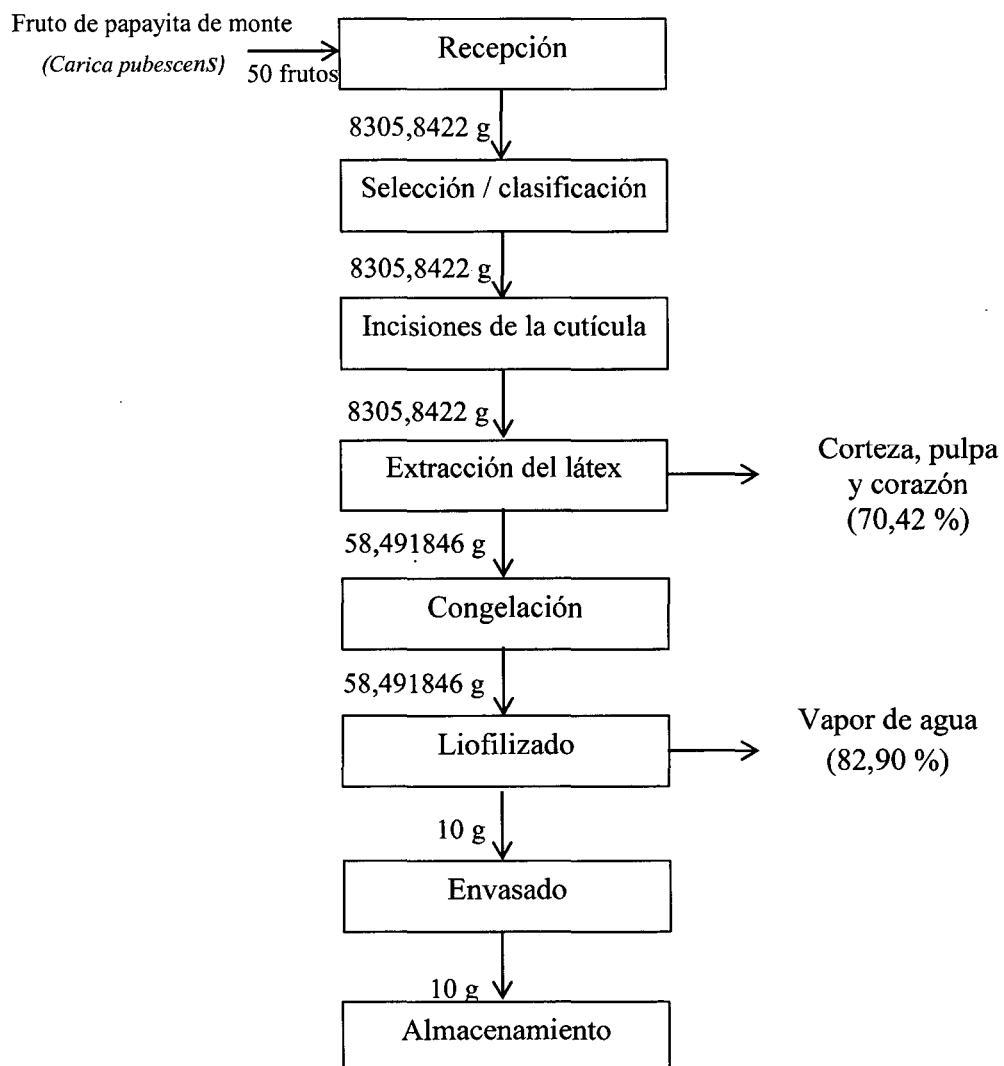 Fruto de papayita de monte
(Carica pubescens)
50 frutos
Recepción
8305,8422 g
Selección / clasificación
8305,8422 g
Incisiones de la cutícula
8305,8422 g
Extracción del látex
Corteza, pulpa
y corazón
(70,42 %)
58,491846 g
Congelación
58,491846 g
Liofilizado
Vapor de agua
(82,90 %)
10 g
Envasado
10 g
Almacenamiento